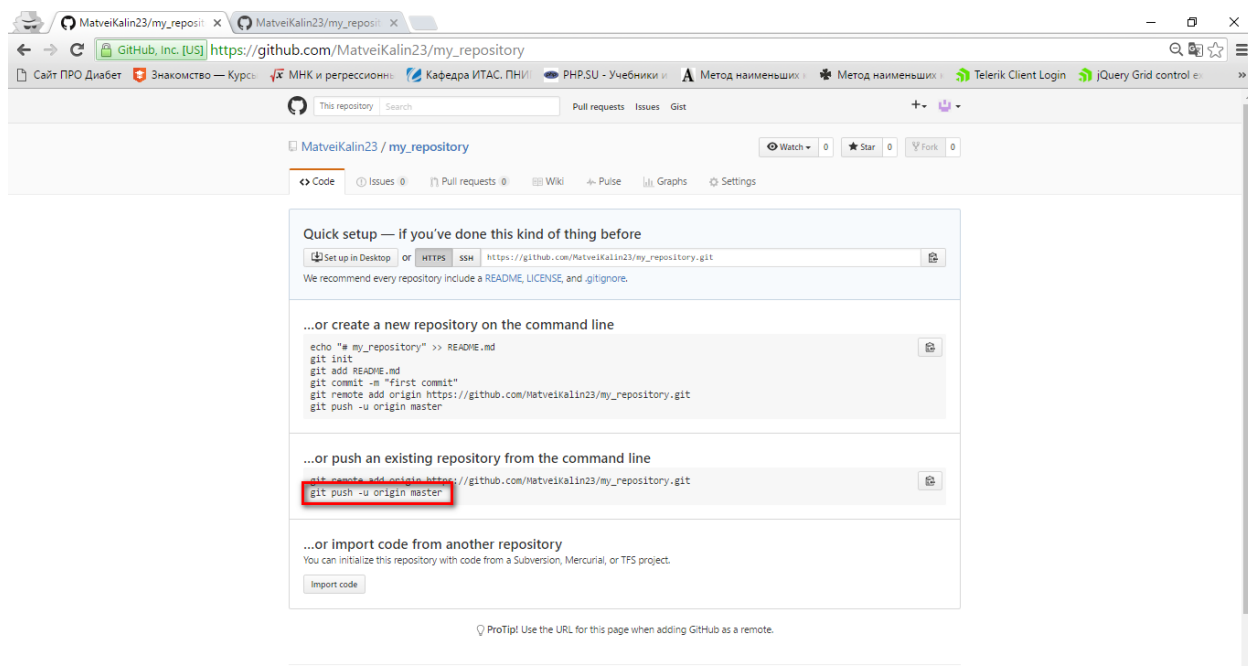 MatveiKalin23/my_reposit
MatveiKalin23/my_reposit
GitHub, Inc. [US] https://github.com/MatveiKalin23/my_repository
Сайт ПРО Диабет Знакомство — Курсы МНК и регрессионн Кафедра ИТАС. ПНИ PHP.SU - Учебники и Метод наименьших Метод наименьших Telerik Client Login jQuery Grid control ex »
This repository Search Pull requests Issues Gist
MatveiKalin23 / my_repository
Watch 0 Star 0 Fork 0
Code Issues 0 Pull requests 0 Wiki Pulse Graphs Settings
Quick setup — if you've done this kind of thing before
Set up in Desktop or HTTPS SSH https://github.com/MatveiKalin23/my_repository.git
We recommend every repository include a README, LICENSE, and .gitignore.
...or create a new repository on the command line
echo "# my_repository" >> README.md
git init
git add README.md
git commit -m "first commit"
git remote add origin https://github.com/MatveiKalin23/my_repository.git
git push -u origin master
...or push an existing repository from the command line
git remote add origin https://github.com/MatveiKalin23/my_repository.git
git push -u origin master
...or import code from another repository
You can initialize this repository with code from a Subversion, Mercurial, or TFS project.
Import code
ProTip! Use the URL for this page when adding GitHub as a remote.